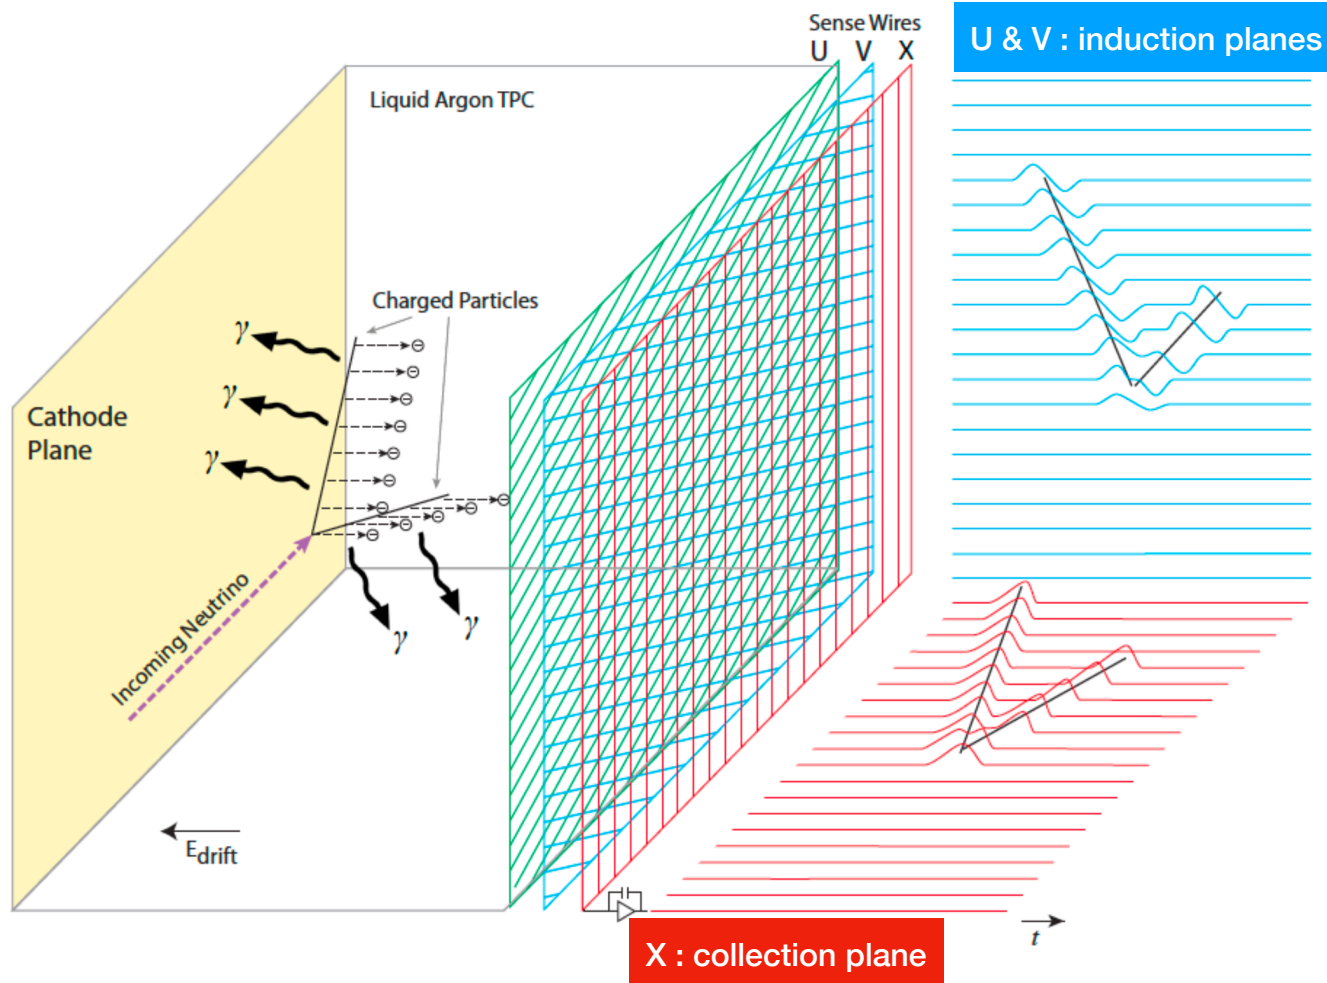 Sense Wires
U V X
U & V : induction planes
Liquid Argon TPC
Charged Particles
γ
γ
γ
Cathode
Plane
γ
γ
Incoming Neutrino
Edrift
t
X : collection plane